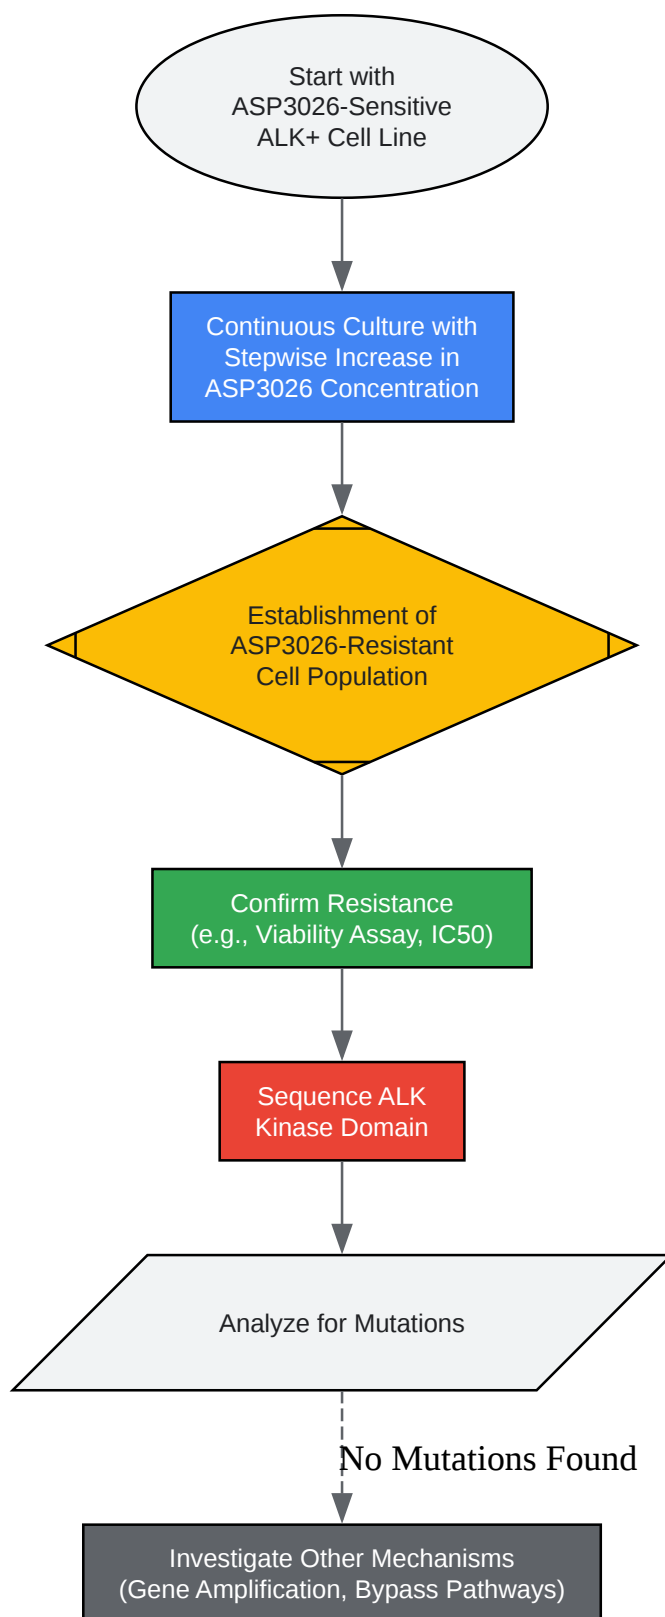 Start with
ASP3026-Sensitive
ALK+ Cell Line
Continuous Culture with
Stepwise Increase in
ASP3026 Concentration
Establishment of
ASP3026-Resistant
Cell Population
Confirm Resistance
(e.g., Viability Assay, IC50)
Sequence ALK
Kinase Domain
Analyze for Mutations
No Mutations Found
Investigate Other Mechanisms
(Gene Amplification, Bypass Pathways)